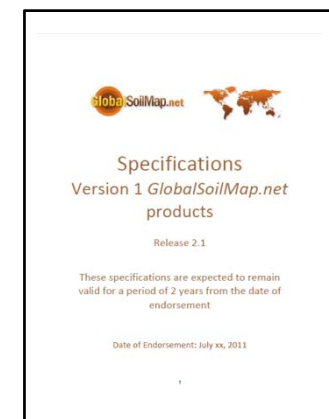 GlobalSoilMap.net
Specifications
Version 1 GlobalSoilMap.net
products
Release 2.1
These specifications are expected to remain
valid for a period of 2 years from the date of
endorsement
Date of Endorsement: July xx, 2011
1